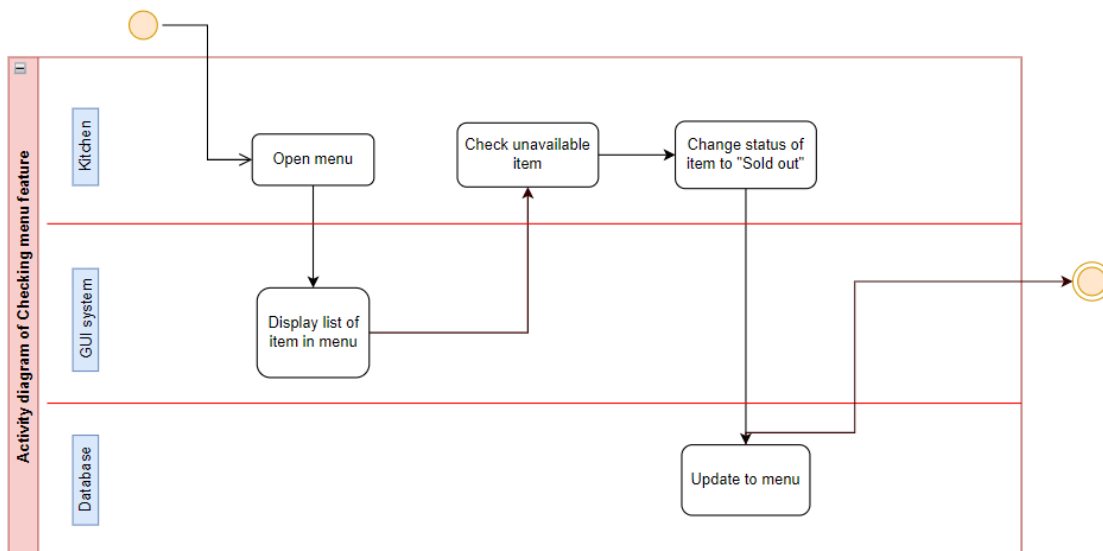 Activity diagram of Checking menu feature
Kitchen
Open menu
Check unavailable
item
Change status of
item to "Sold out"
GUI system
Display list of
item in menu
Database
Update to menu